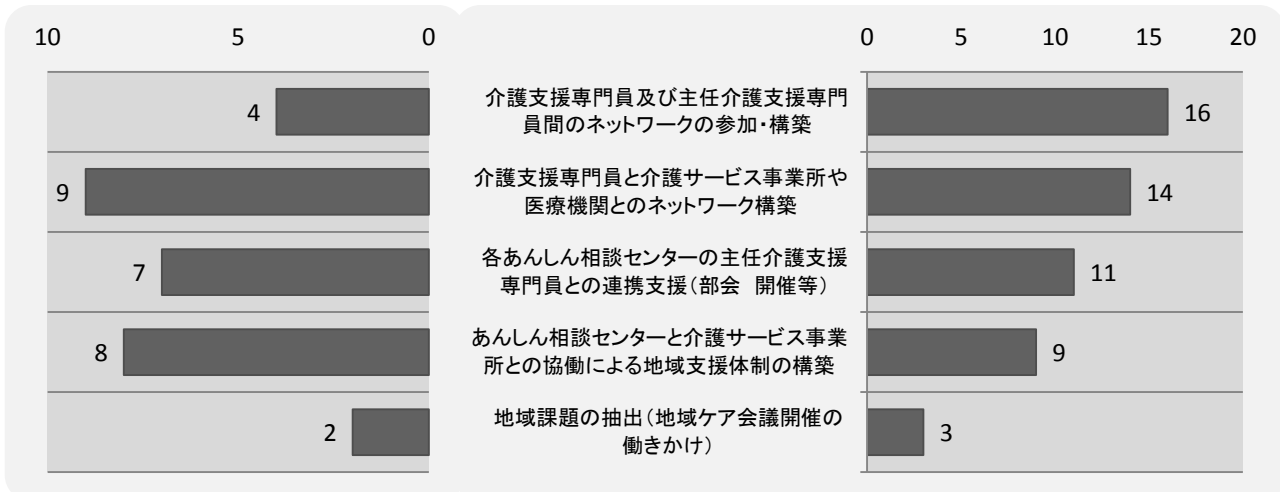 10 5 0 0 5 10 15 20
4
介護支援専門員及び主任介護支援専門
員間のネットワークの参加・構築
16
9
介護支援専門員と介護サービス事業所や
医療機関とのネットワーク構築
14
7
各あんしん相談センターの主任介護支援
専門員との連携支援（部会　開催等）
11
8
あんしん相談センターと介護サービス事業
所との協働による地域支援体制の構築
9
2
地域課題の抽出（地域ケア会議開催の
働きかけ）
3